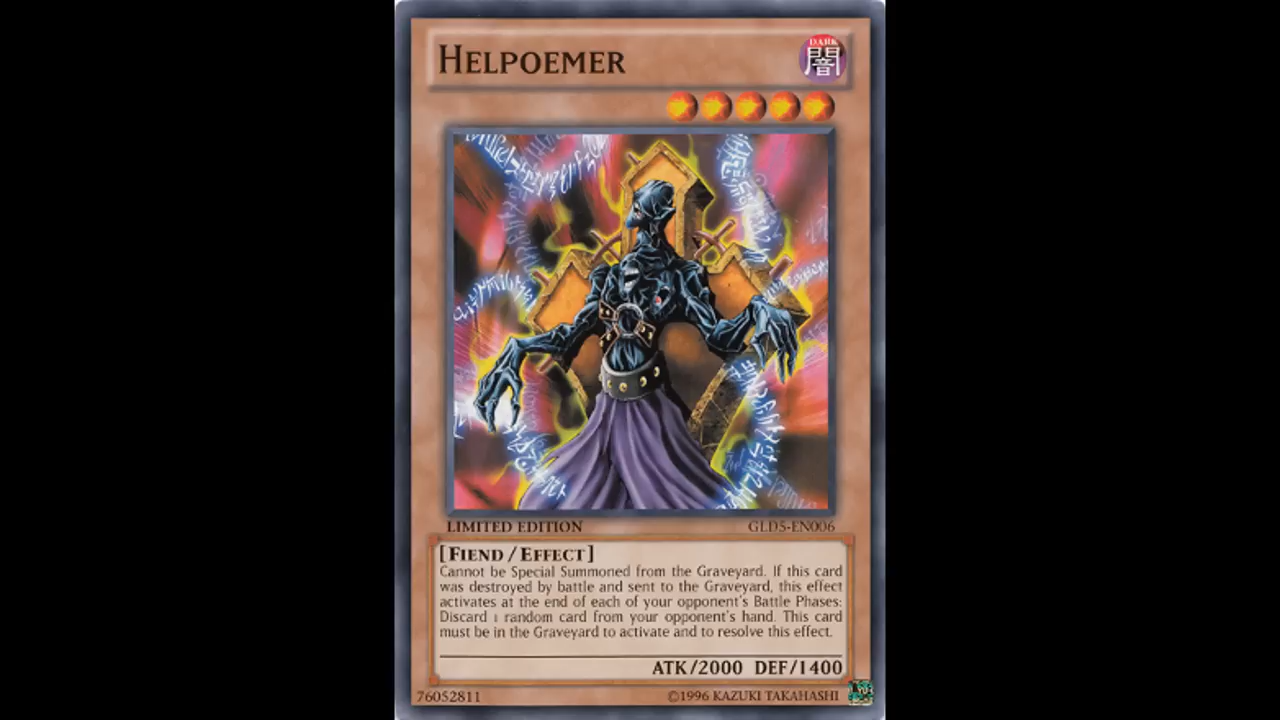 HELPOEMER
DARK
闇
LIMITED EDITION GLD5-EN006
[FIEND/EFFECT]
Cannot be Special Summoned from the Graveyard. If this card
was destroyed by battle and sent to the Graveyard, this effect
activates at the end of each of your opponent's Battle Phases:
Discard 1 random card from your opponent's hand. This card
must be in the Graveyard to activate and to resolve this effect.
ATK/2000 DEF/1400
76052811 ©1996 KAZUKI TAKAHASHI